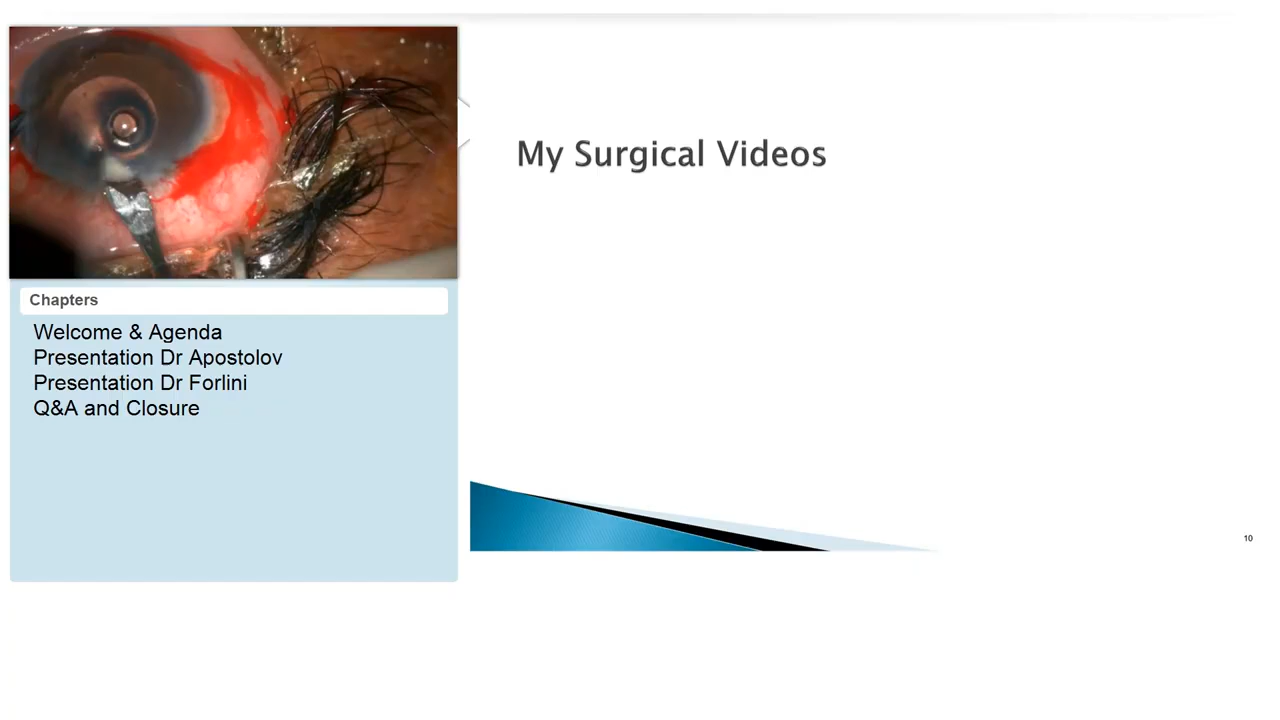 My Surgical Videos
Chapters
Welcome & Agenda
Presentation Dr Apostolov
Presentation Dr Forlini
Q&A and Closure
10